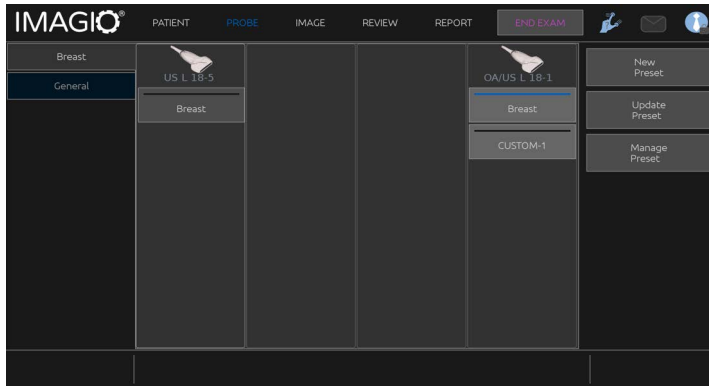 IMAGIO®
PATIENT
PROBE
IMAGE
REVIEW
REPORT
END EXAM
Breast
General
US L 18-5
Breast
OA/US L 18-1
Breast
CUSTOM-1
New
Preset
Update
Preset
Manage
Preset